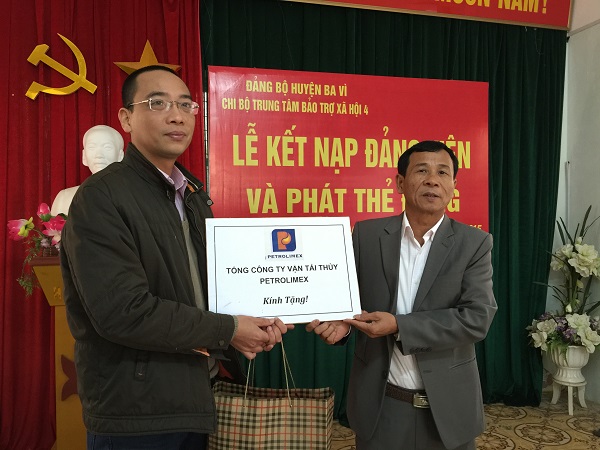 MUÔN NĂM!
ĐẢNG BỘ HUYỆN BA VÌ
CHI BỘ TRUNG TÂM BẢO TRỢ XÃ HỘI 4
LỄ KẾT NẠP ĐẢNG
VÀ PHÁT THẺ
P
PETROLIMEX
TỔNG CÔNG TY VẬN TẢI THỦY
PETROLIMEX
Kính Tặng!